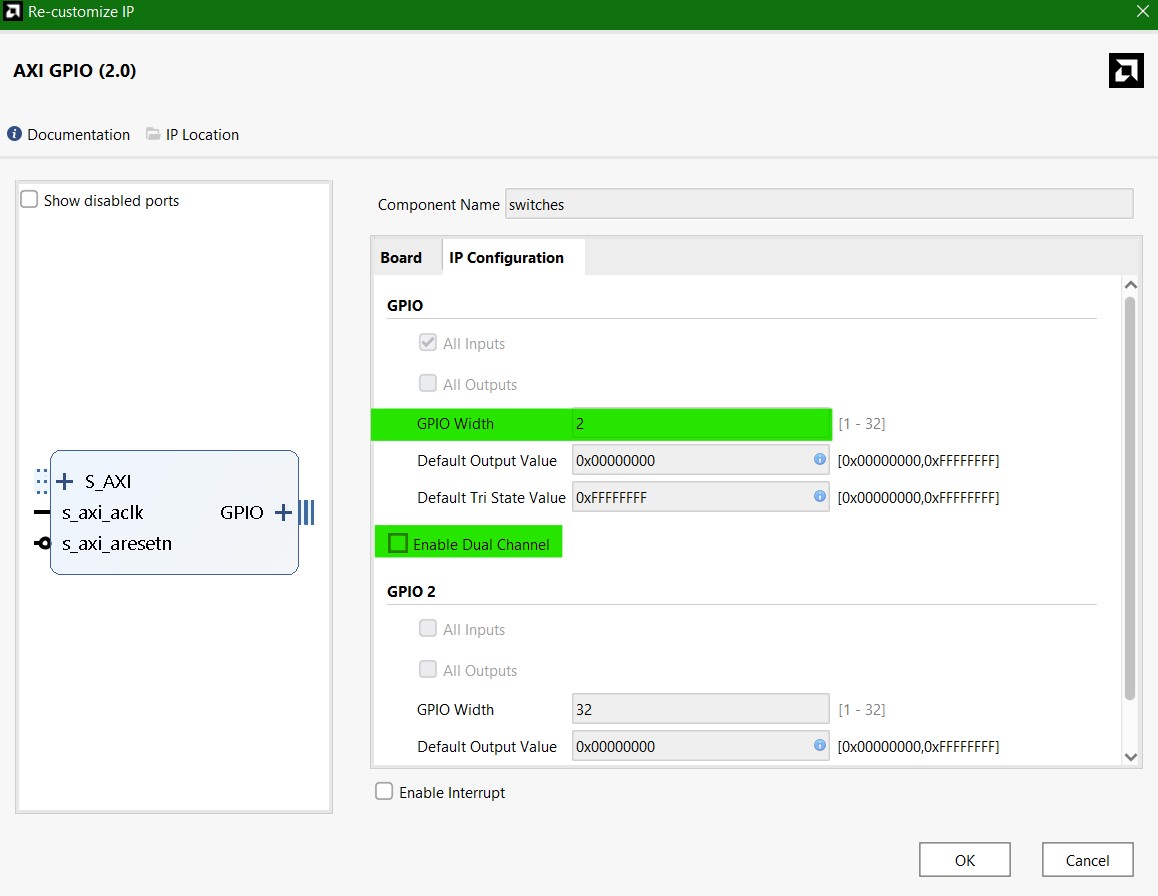 Re-customize IP
AXI GPIO (2.0)
Documentation IP Location
Show disabled ports
S_AXI
s_axi_aclk GPIO
s_axi_aresetn
Component Name switches
Board IP Configuration
GPIO
All Inputs
All Outputs
GPIO Width 2 [1 - 32]
Default Output Value 0x00000000 [0x00000000,0xFFFFFFFF]
Default Tri State Value 0xFFFFFFFF [0x00000000,0xFFFFFFFF]
Enable Dual Channel
GPIO 2
All Inputs
All Outputs
GPIO Width 32 [1 - 32]
Default Output Value 0x00000000 [0x00000000,0xFFFFFFFF]
Enable Interrupt
OK Cancel